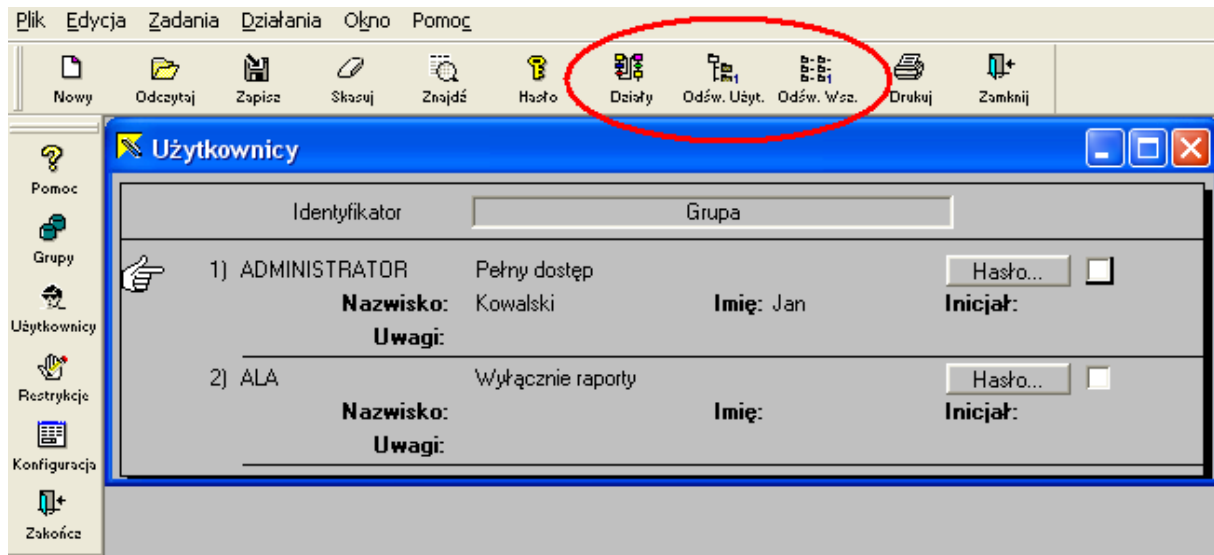 Plik Edycja Zadania Działania Okno Pomoc
Nowy Odczytaj Zapisz Skasuj Znajdź Hasło Działy Odśw. Użyt. Odśw. Wsz. Drukuj Zamknij
Użytkownicy
Pomoc
Grupy
Użytkownicy
Restrykcje
Konfiguracja
Zakończ
Identyfikator Grupa
1) ADMINISTRATOR Pełny dostęp Hasło...
Nazwisko: Kowalski Imię: Jan Inicjał:
Uwagi:
2) ALA Wyłącznie raporty Hasło...
Nazwisko: Imię: Inicjał:
Uwagi: